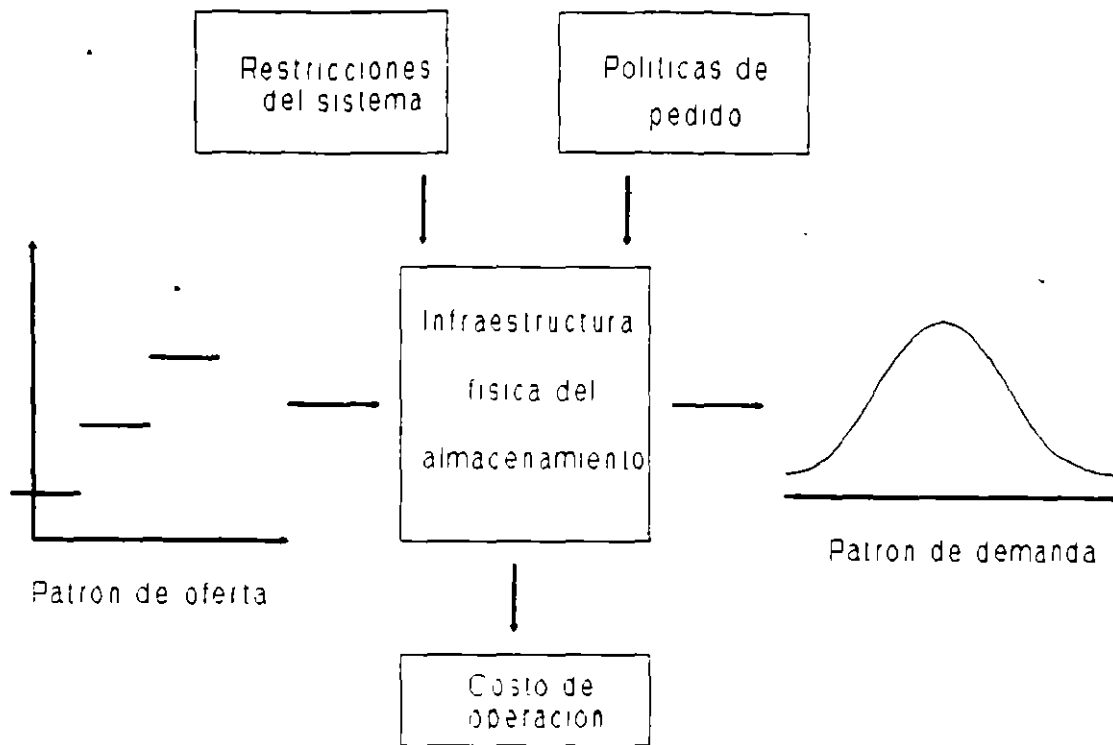 Restricciones
del sistema
Politicas de
pedido
Infraestructura
fisica del
almacenamiento
Patron de oferta
Patron de demanda
Costo de
operacion